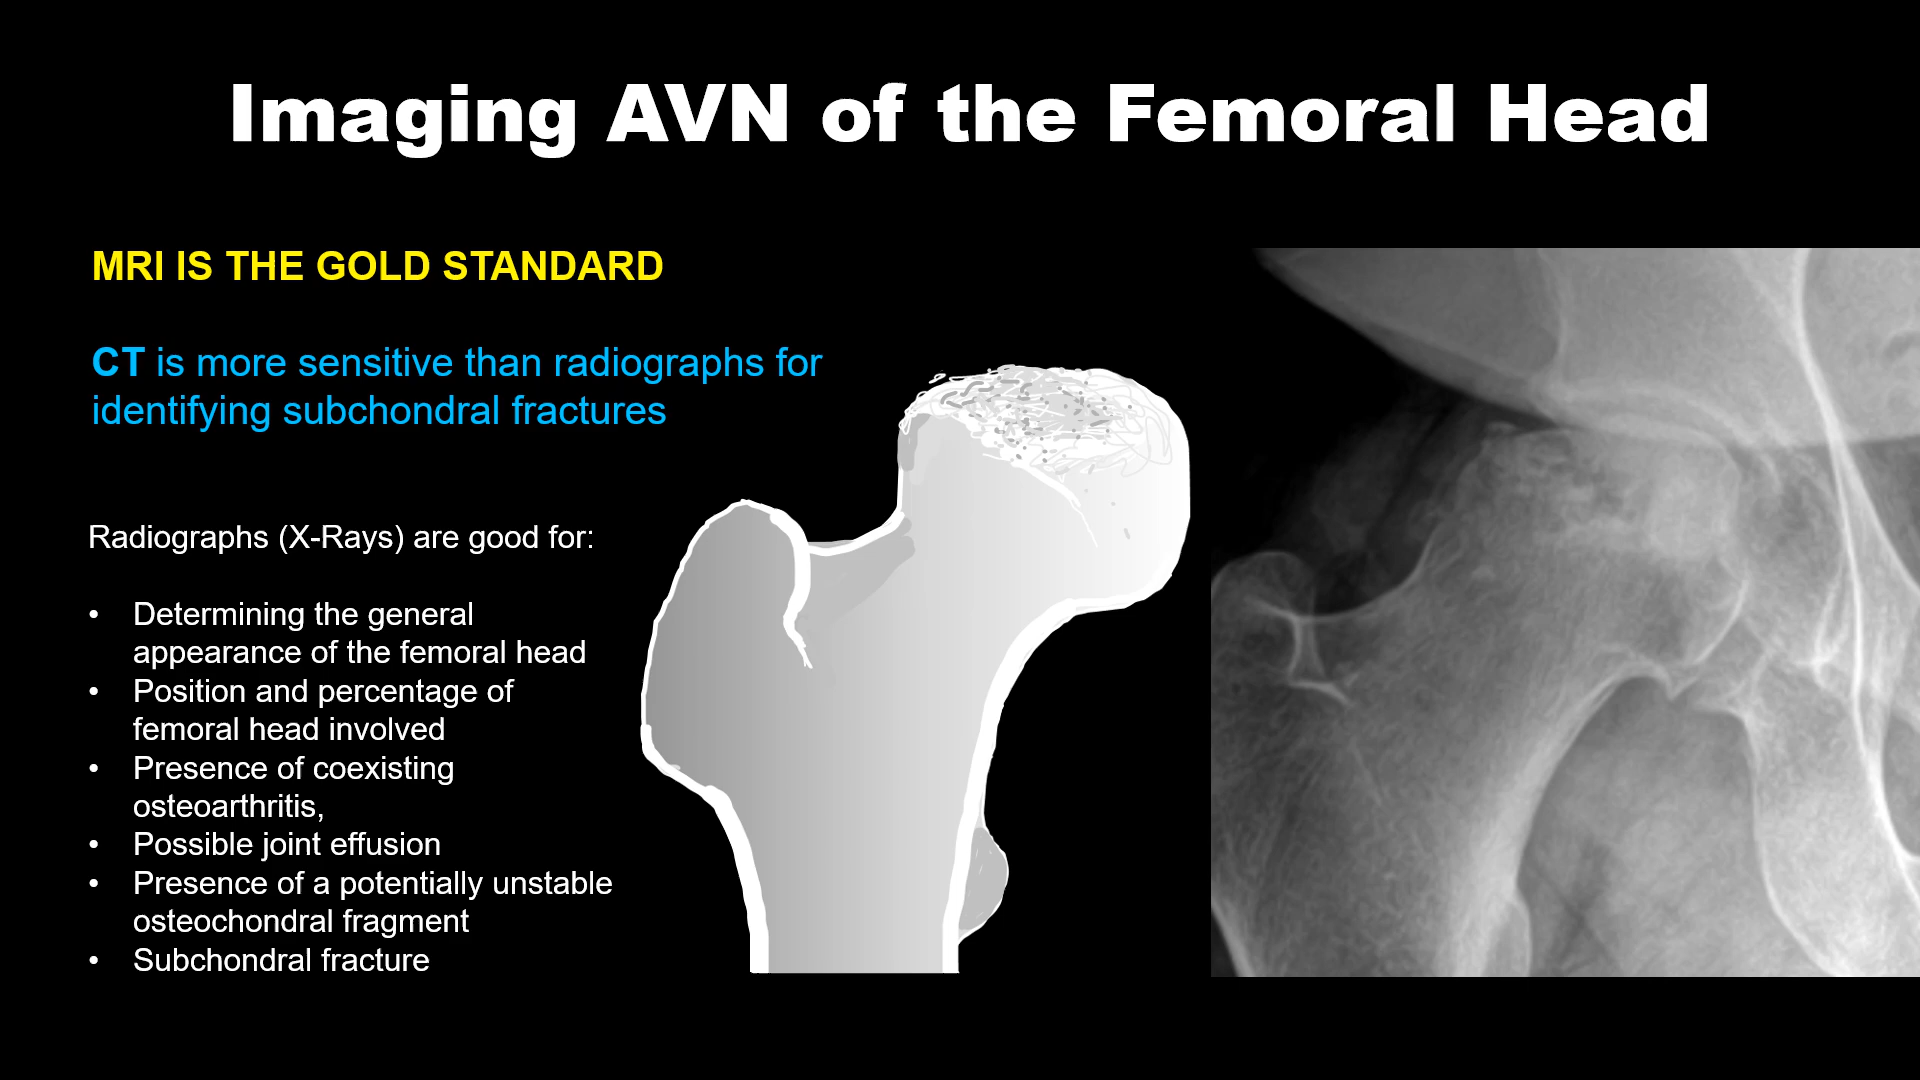 Imaging AVN of the Femoral Head
MRI IS THE GOLD STANDARD
CT is more sensitive than radiographs for
identifying subchondral fractures
Radiographs (X-Rays) are good for:
• Determining the general
appearance of the femoral head
• Position and percentage of
femoral head involved
• Presence of coexisting
osteoarthritis,
• Possible joint effusion
• Presence of a potentially unstable
osteochondral fragment
• Subchondral fracture